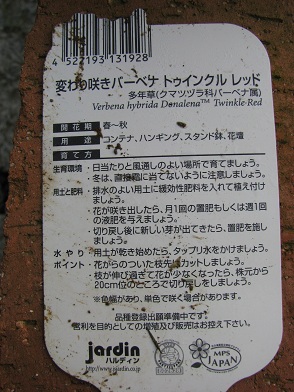 4 522193 131928
変わり咲きバーベナ トゥインクル レッド
多年草(クマツヅラ科バーベナ属)
Verbena hybrida Donalena™ Twinkle-Red
開花期 春〜秋
用途 コンテナ、ハンギング、スタンド鉢、花壇
育て方
生育環境・日当たりと風通しのよい場所で育てましょう。
・冬は、直接霜に当てないように注意しましょう。
用土と肥料・排水のよい用土に緩効性肥料を入れて植え付け
ましょう。
・花が咲き出したら、月1回の置肥もしくは週1回
の液肥を与えましょう。
・切り戻し後に新しい芽が出てきたら、置肥を施し
ましょう。
水やり・用土が乾き始めたら、タップリ水をかけましょう。
ポイント・花がらのついた枝先はカットしましょう。
・枝が伸び過ぎて花が少なくなったら、株元から
20cm位のところで切り戻しをしましょう。
※色幅があり、単色で咲く場合があります。
品種登録出願準備中です。
営利を目的としての増殖及び販売はお控え下さい。
jardin
ハルディン
http://www.jardin.co.jp
MPS
JAPAN